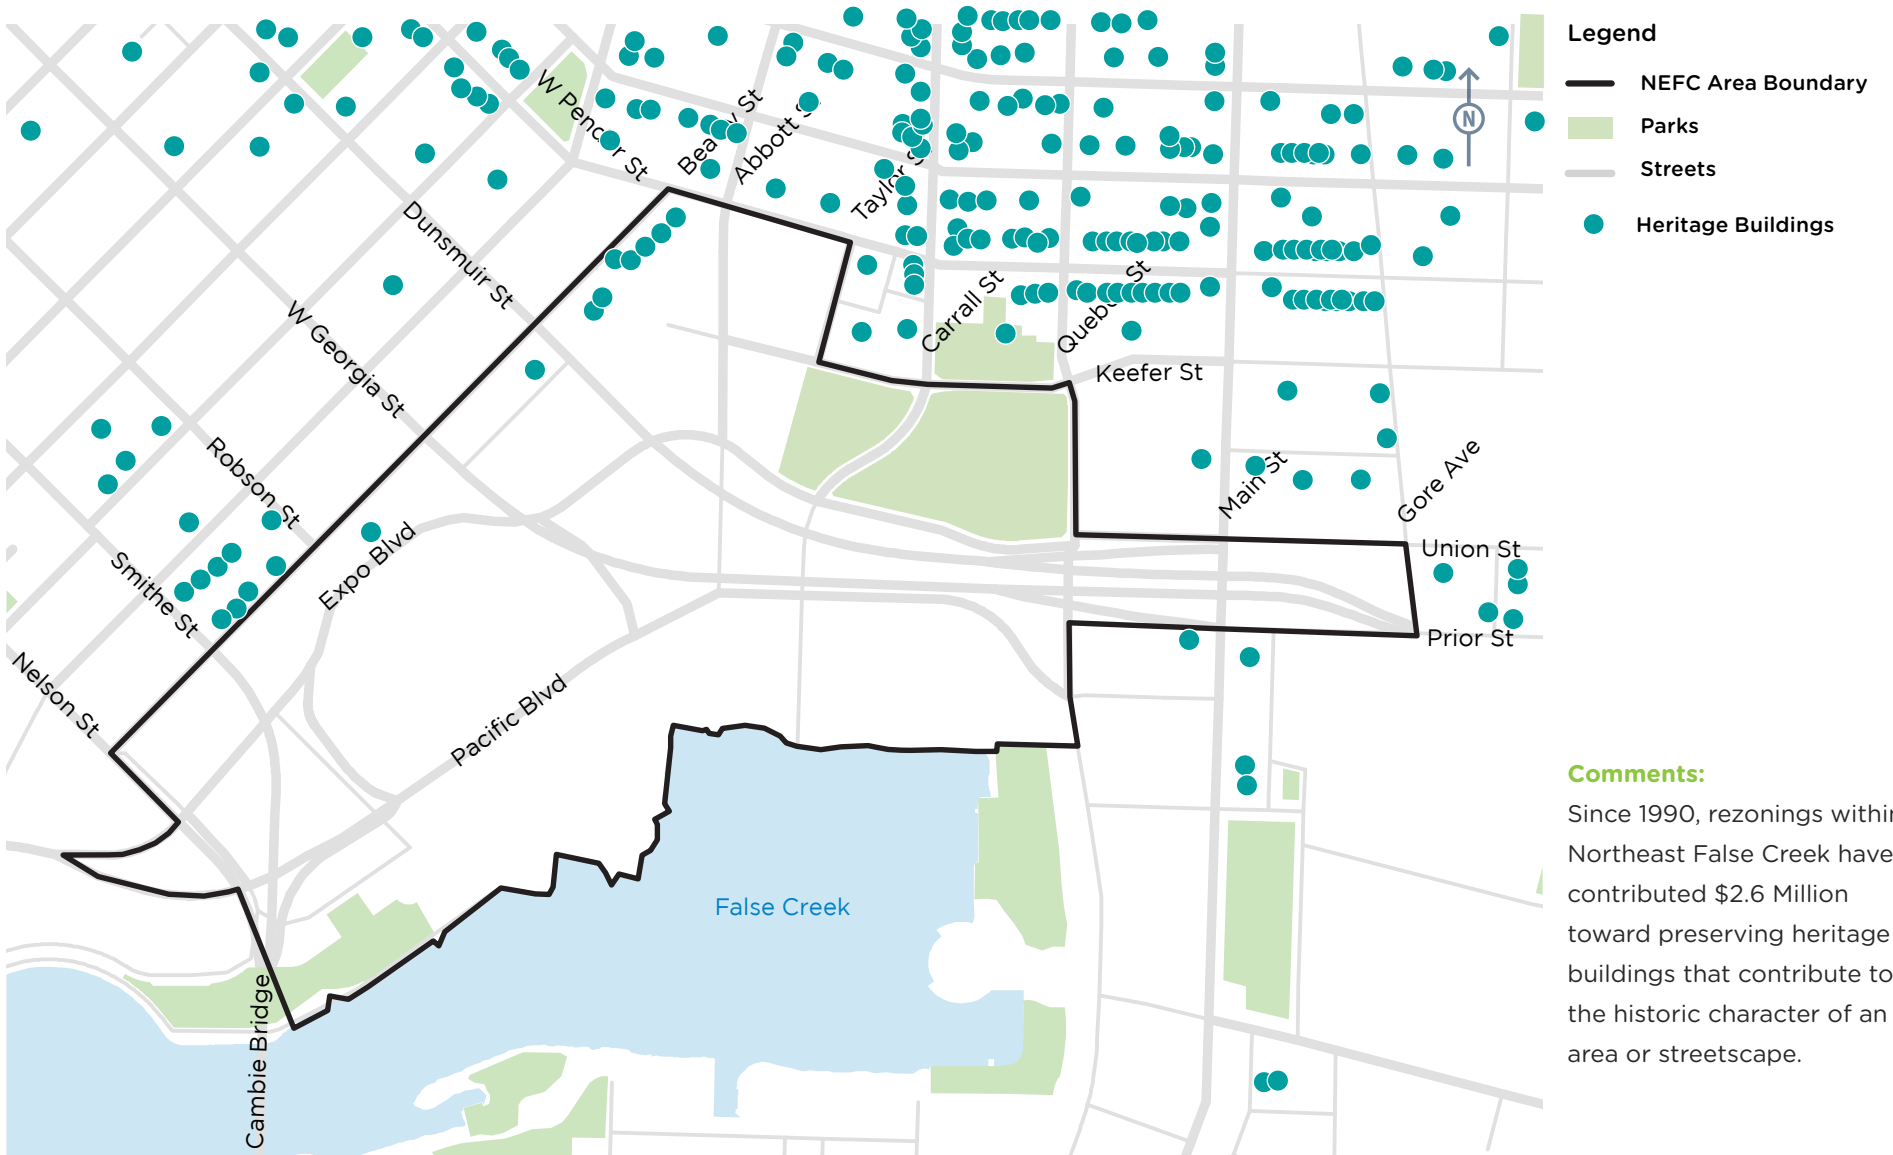 Legend
NEFC Area Boundary
Parks
Streets
Heritage Buildings
N
W Pender St
Abbott St
Taylor St
Dunsmuir St
W Georgia St
Carrall St
Quebec St
Keefer St
Robson St
Main St
Gore Ave
Expo Blvd
Union St
Smithe St
Prior St
Nelson St
Pacific Blvd
False Creek
Cambie Bridge
Comments:
Since 1990, rezonings within
Northeast False Creek have
contributed $2.6 Million
toward preserving heritage
buildings that contribute to
the historic character of an
area or streetscape.